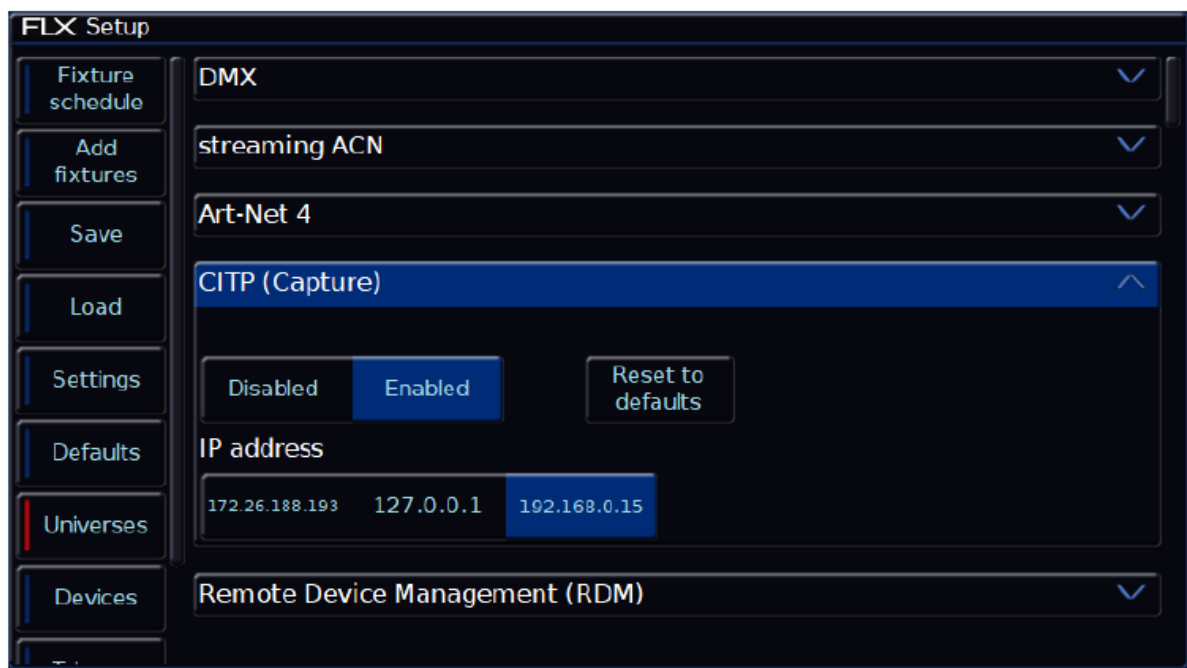 FLX Setup
Fixture
schedule
Add
fixtures
Save
Load
Settings
Defaults
Universes
Devices
DMX
streaming ACN
Art-Net 4
CITP (Capture)
Disabled
Enabled
Reset to
defaults
IP address
172.26.188.193
127.0.0.1
192.168.0.15
Remote Device Management (RDM)